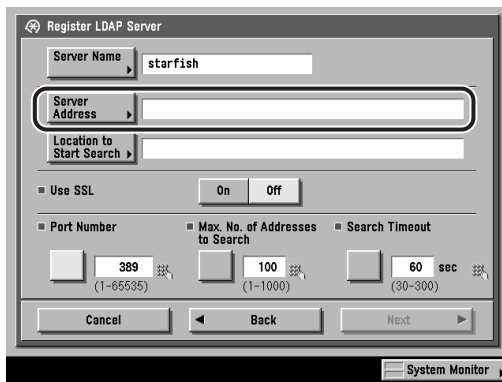 Register LDAP Server
Server Name
starfish
Server
Address
Location to
Start Search
Use SSL
On Off
Port Number
Max. No. of Addresses
to Search
Search Timeout
389
(1-65535)
100
(1-1000)
60 sec
(30-300)
Cancel
Back
Next
System Monitor